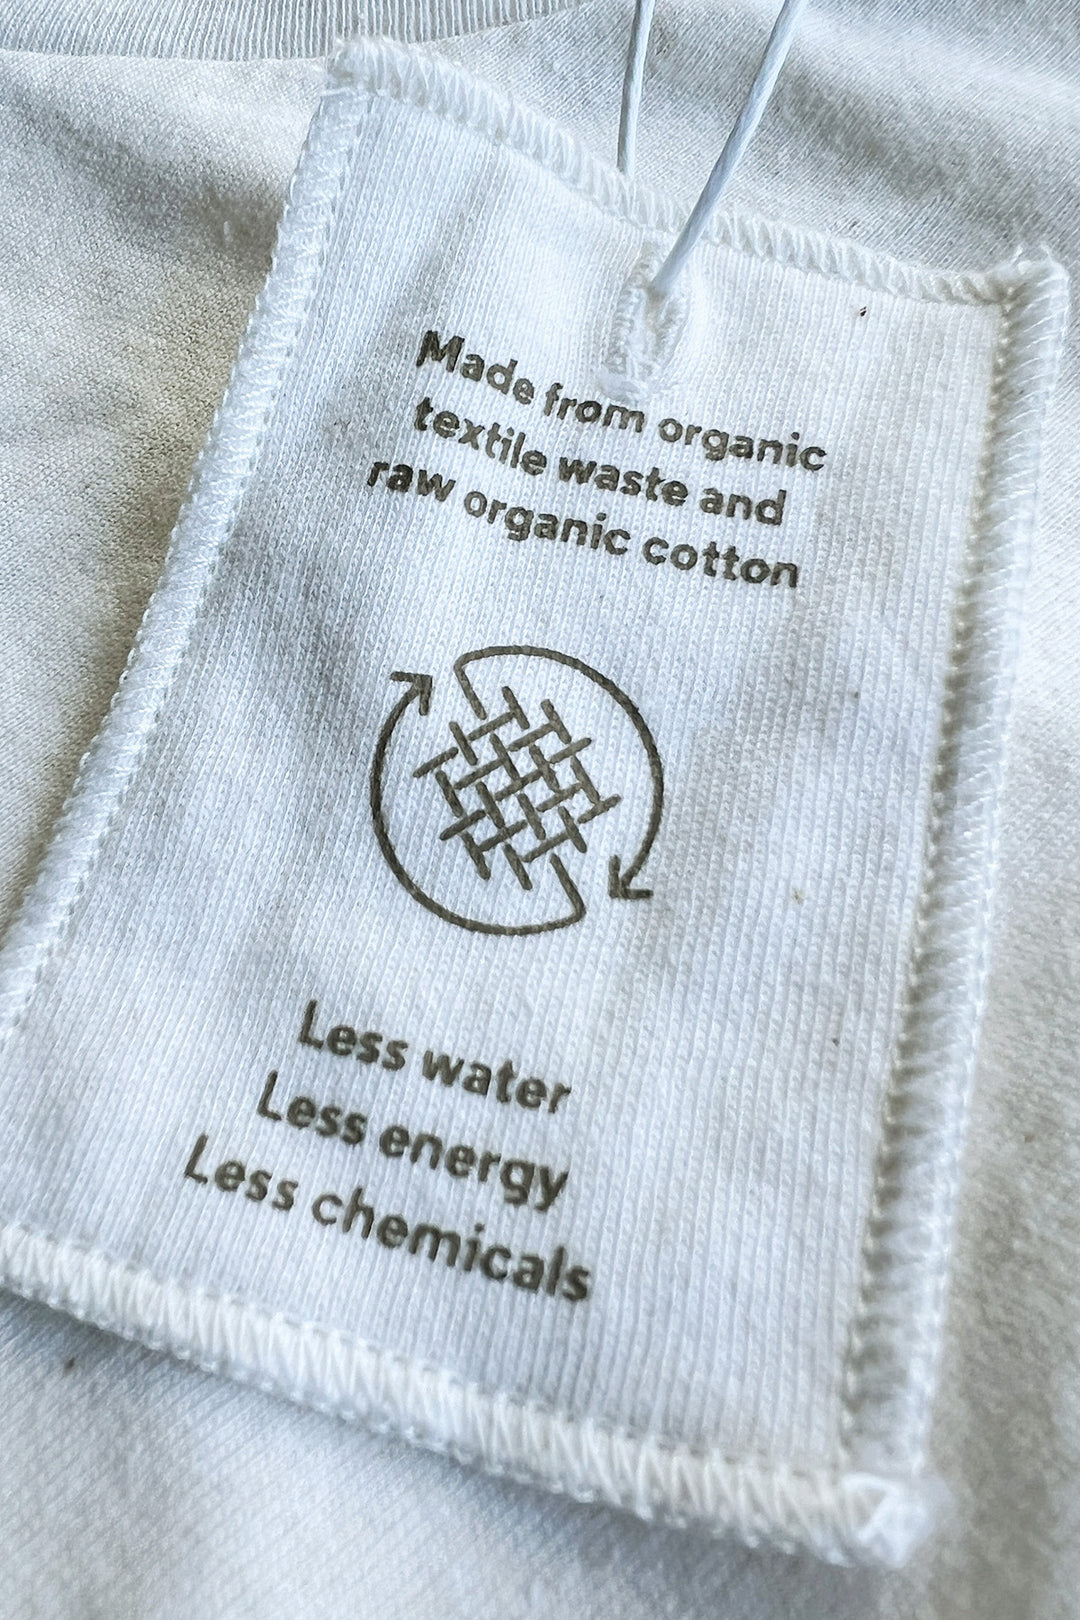 Made from organic
textile waste and
raw organic cotton
Less water
Less energy
Less chemicals